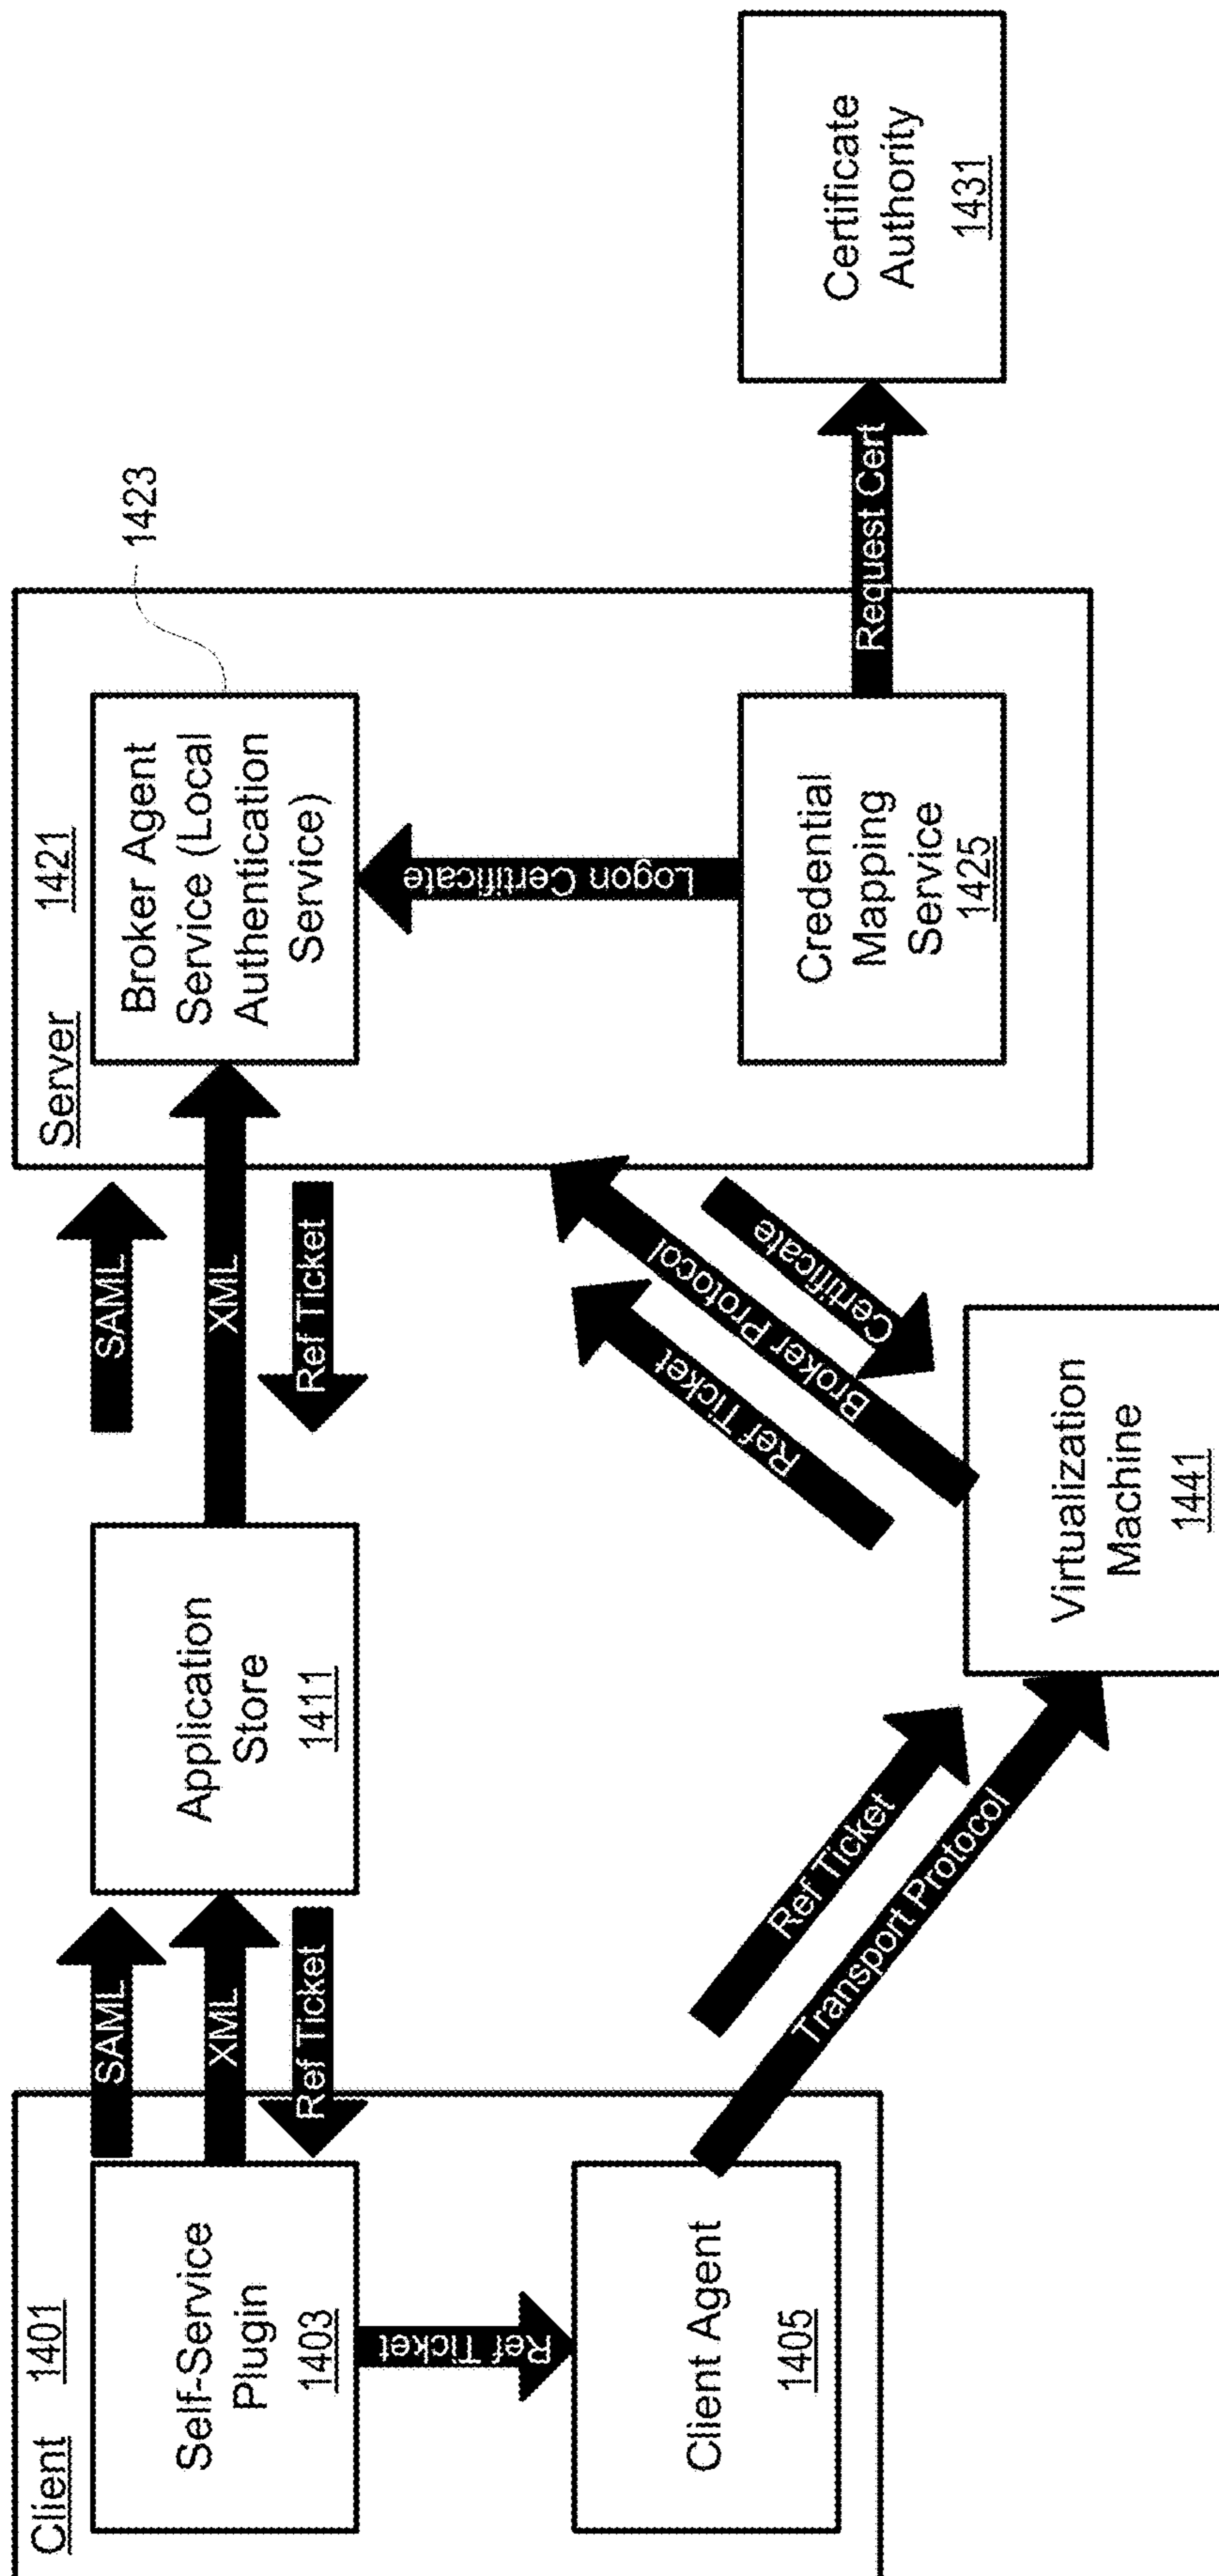 Client 1401
Self-Service
Plugin
1403
Ref Ticket
Client Agent
1405
SAML
XML
Ref Ticket
Application
Store
1411
SAML
XML
Ref Ticket
Ref Ticket
Transport Protocol
Virtualization
Machine
1441
Ref Ticket
Broker Protocol
Certificate
Server 1421
Broker Agent
Service (Local
Authentication
Service)
1423
Logon Certificate
Credential
Mapping
Service
1425
Request Cert
Certificate
Authority
1431